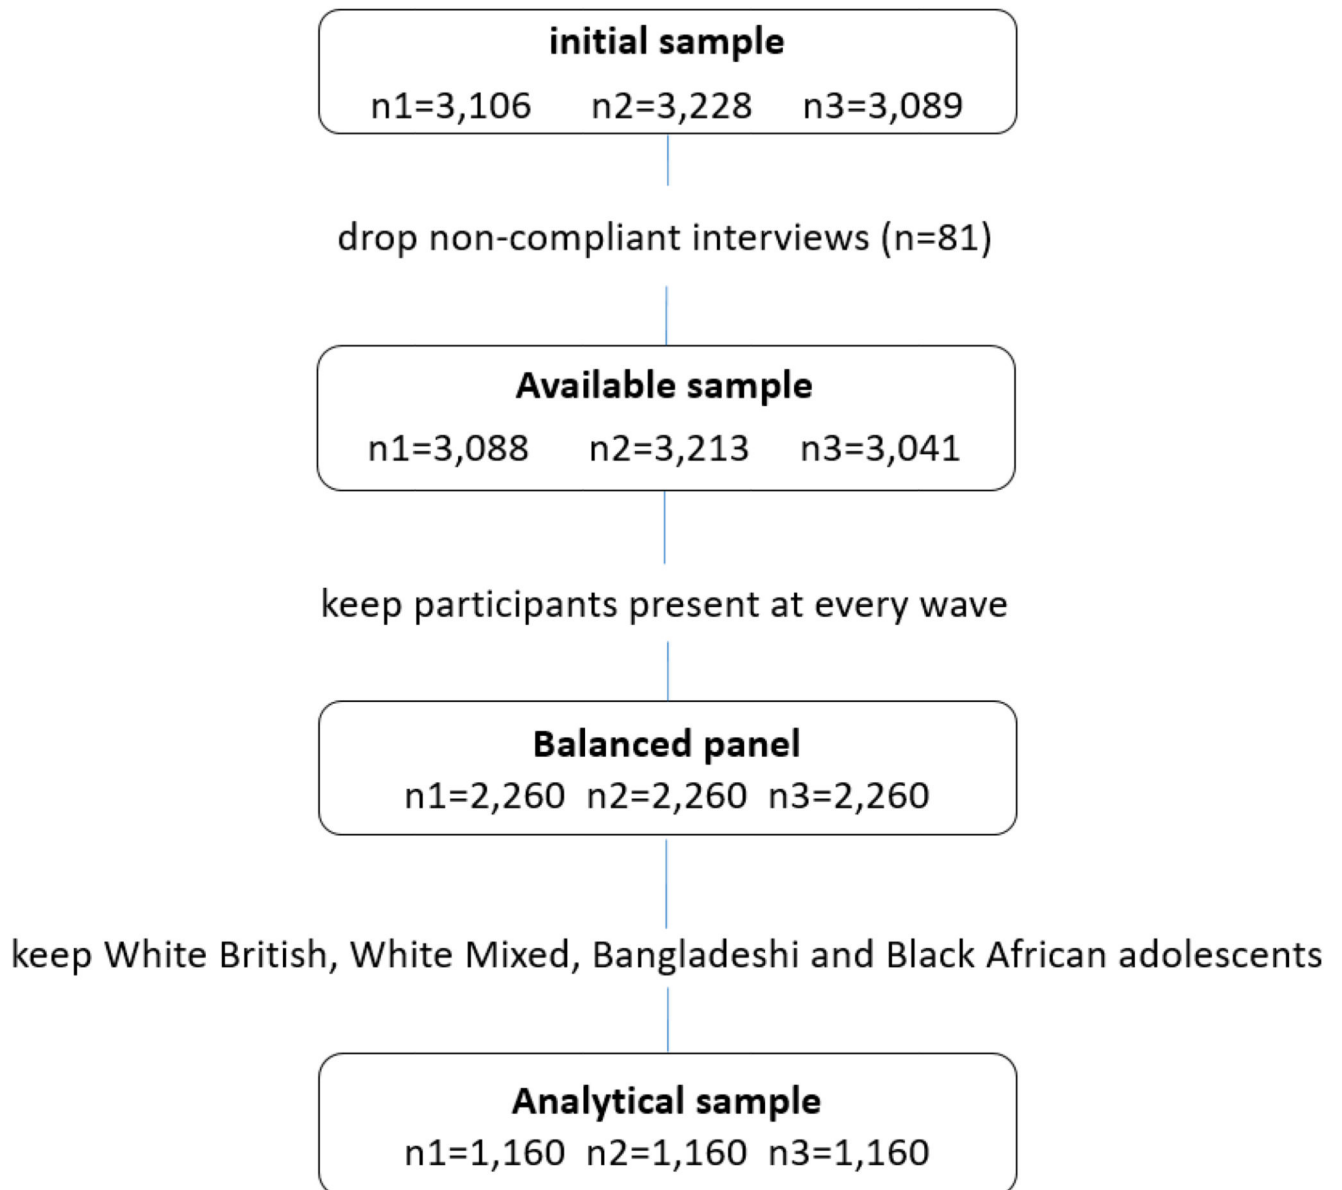 initial sample
n1=3,106 n2=3,228 n3=3,089
drop non-compliant interviews (n=81)
Available sample
n1=3,088 n2=3,213 n3=3,041
keep participants present at every wave
Balanced panel
n1=2,260 n2=2,260 n3=2,260
keep White British, White Mixed, Bangladeshi and Black African adolescents
Analytical sample
n1=1,160 n2=1,160 n3=1,160